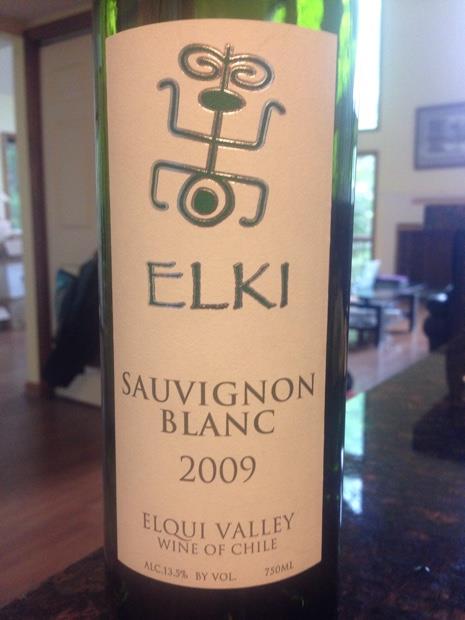 ELKI
SAUVIGNON
BLANC
2009
ELQUI VALLEY
WINE OF CHILE
ALC.13.5% BY VOL. 750ML